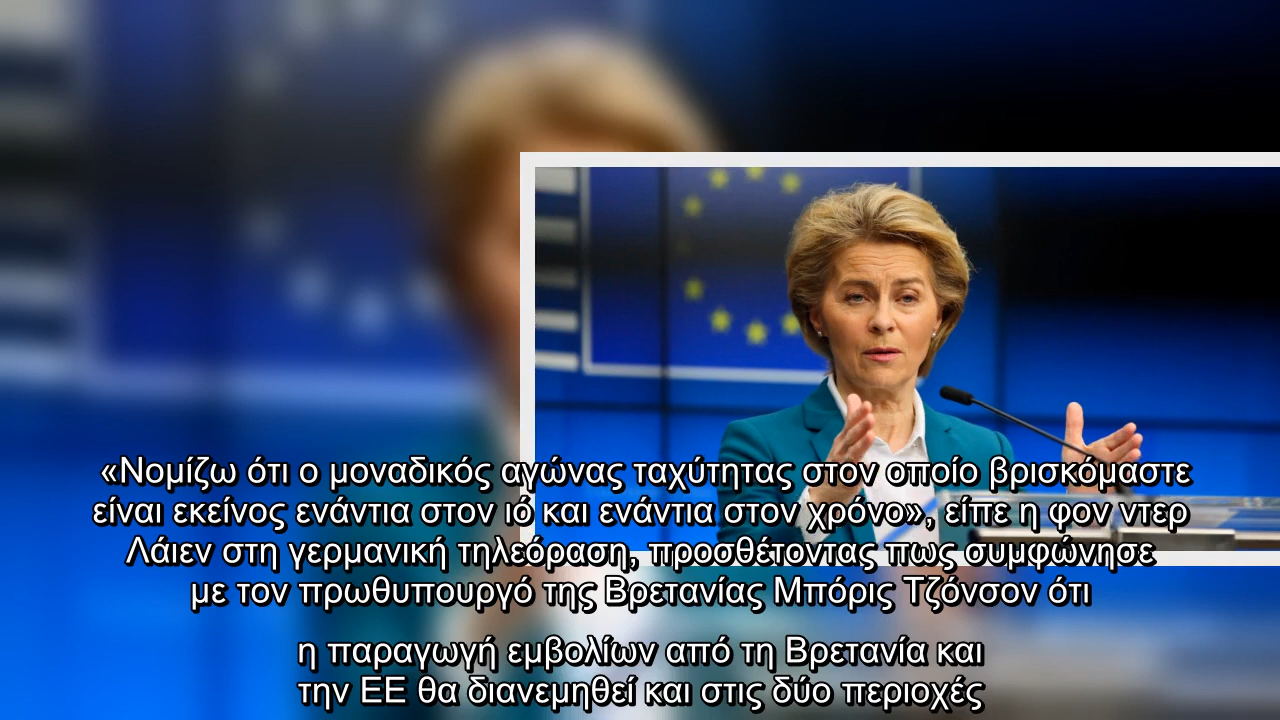 «Νομίζω ότι ο μοναδικός αγώνας ταχύτητας στον οποίο βρισκόμαστε
είναι εκείνος ενάντια στον ιό και ενάντια στον χρόνο», είπε η φον ντερ
Λάιεν στη γερμανική τηλεόραση, προσθέτοντας πως συμφώνησε
με τον πρωθυπουργό της Βρετανίας Μπόρις Τζόνσον ότι
η παραγωγή εμβολίων από τη Βρετανία και
την ΕΕ θα διανεμηθεί και στις δύο περιοχές